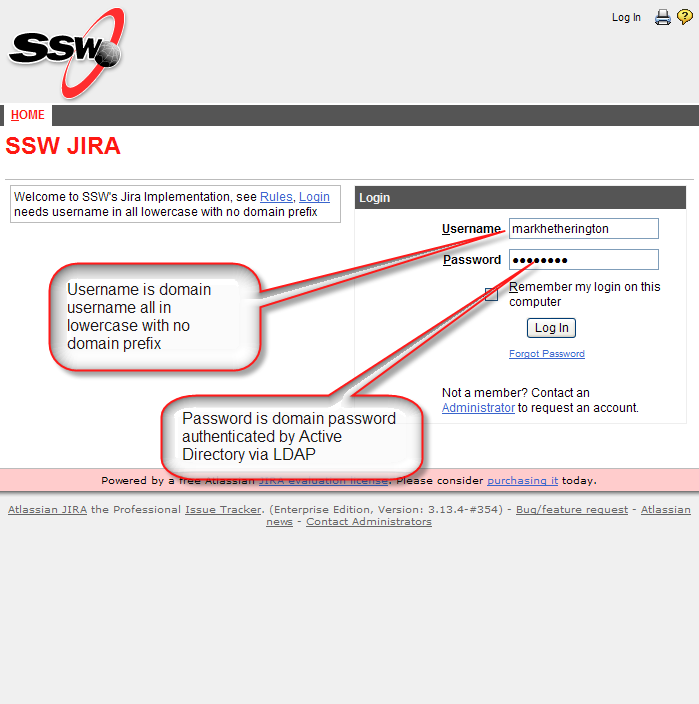 SSW
Log In
HOME
SSW JIRA
Welcome to SSW's Jira Implementation, see Rules, Login
needs username in all lowercase with no domain prefix
Login
Username markhetherington
Password ●●●●●●●●
Remember my login on this
computer
Log In
Forgot Password
Not a member? Contact an
Administrator to request an account.
Username is domain
username all in
lowercase with no
domain prefix
Password is domain password
authenticated by Active
Directory via LDAP
Powered by a free Atlassian JIRA evaluation license. Please consider purchasing it today.
Atlassian JIRA the Professional Issue Tracker. (Enterprise Edition, Version: 3.13.4-#354) - Bug/feature request - Atlassian
news - Contact Administrators